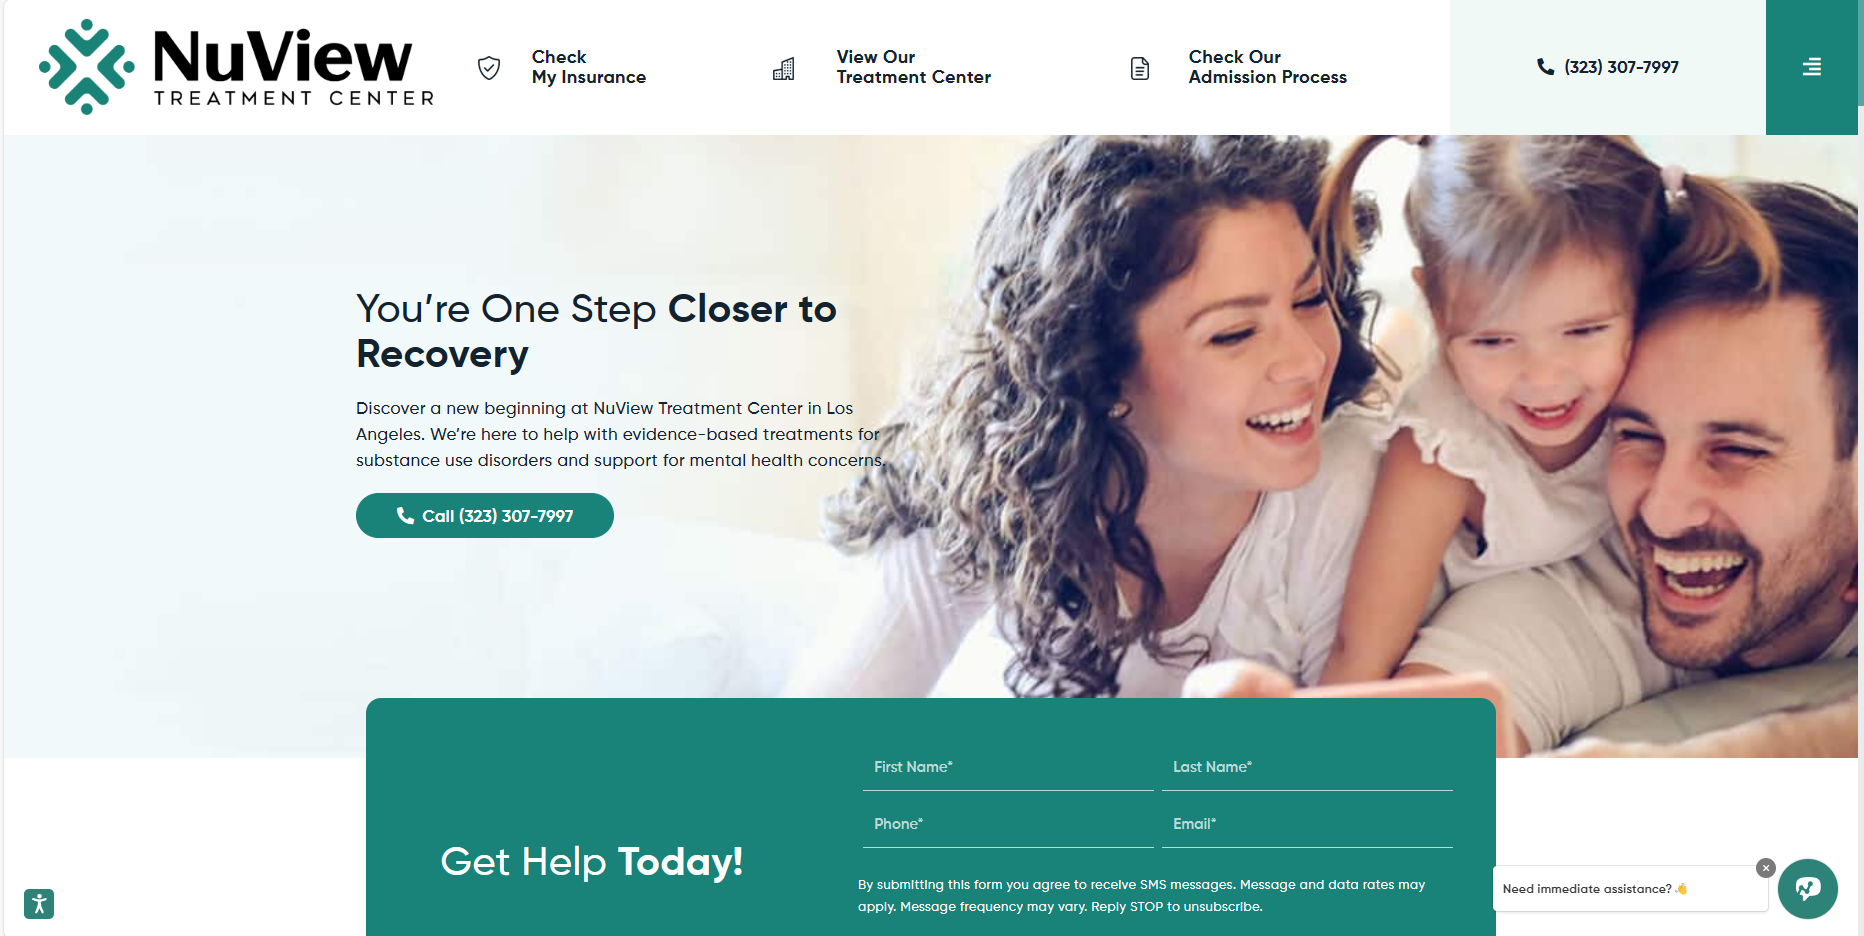 NuView
TREATMENT CENTER
Check
My Insurance
View Our
Treatment Center
Check Our
Admission Process
(323) 307-7997
You’re One Step Closer to
Recovery
Discover a new beginning at NuView Treatment Center in Los
Angeles. We’re here to help with evidence-based treatments for
substance use disorders and support for mental health concerns.
Call (323) 307-7997
Get Help Today!
First Name*
Last Name*
Phone*
Email*
By submitting this form you agree to receive SMS messages. Message and data rates may
apply. Message frequency may vary. Reply STOP to unsubscribe.
Need immediate assistance? 👋